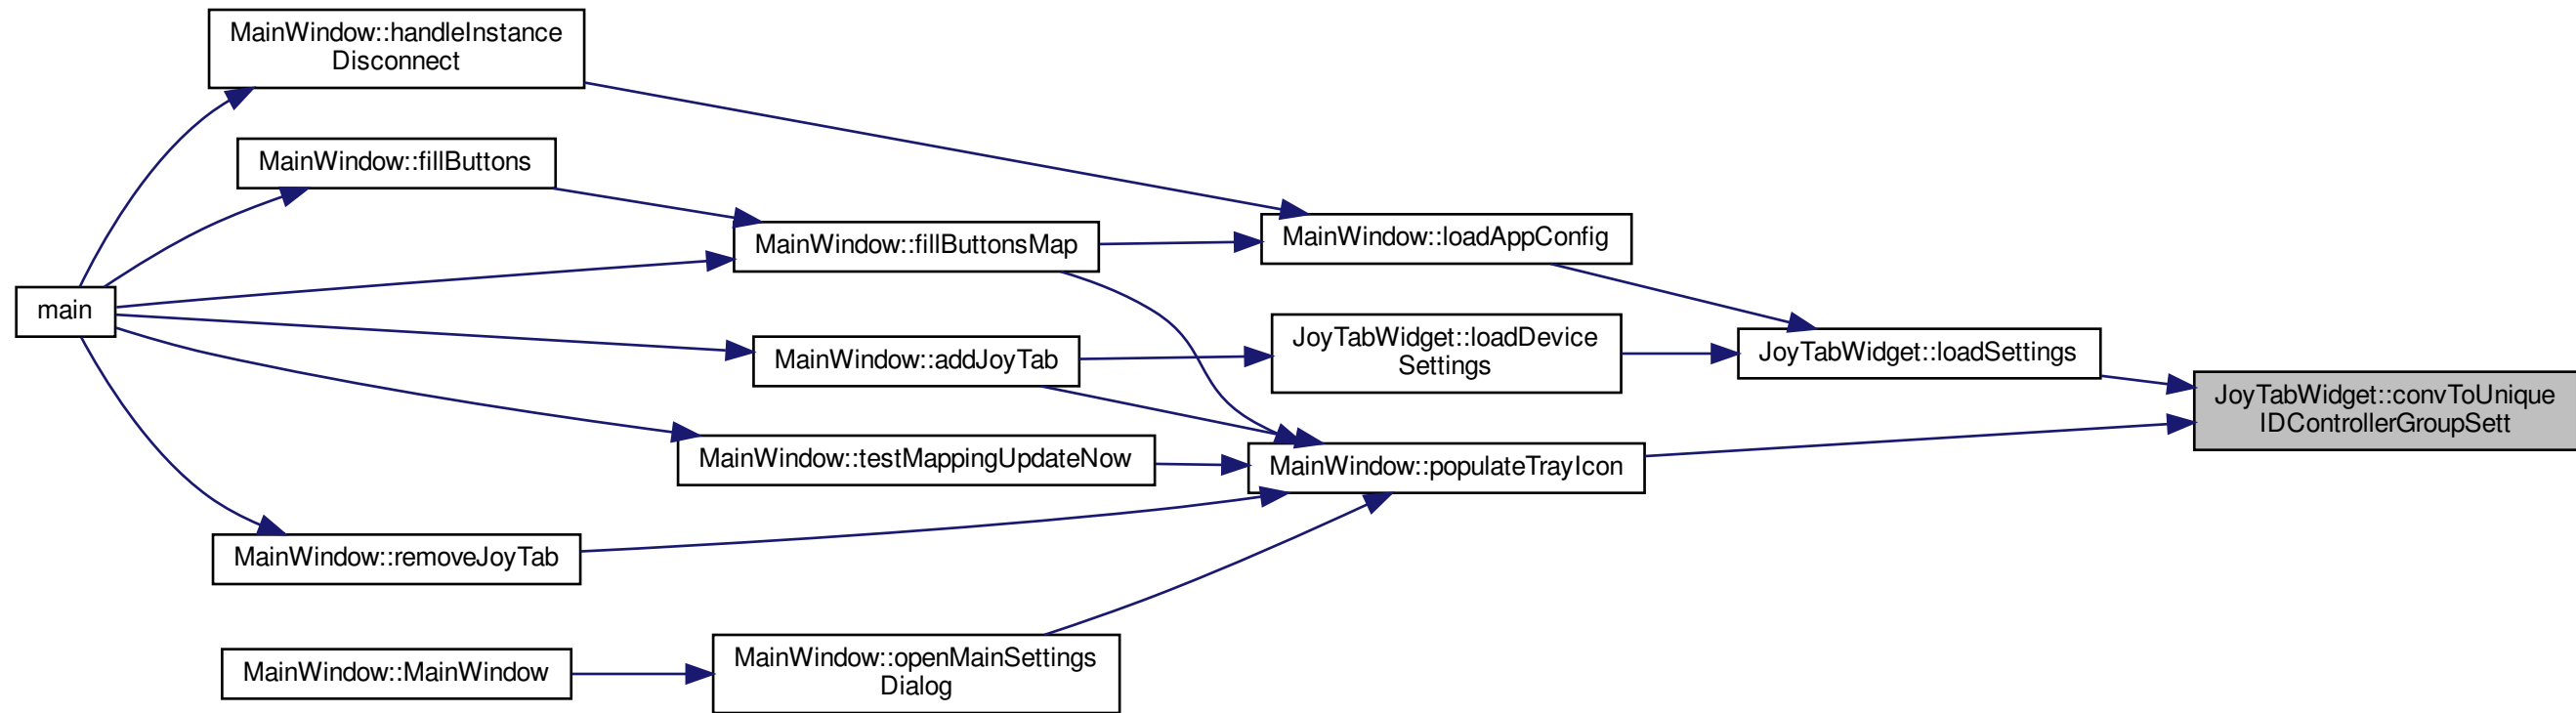 MainWindow::handleInstance
Disconnect
MainWindow::fillButtons
MainWindow::fillButtonsMap
MainWindow::loadAppConfig
main
MainWindow::addJoyTab
JoyTabWidget::loadDevice
Settings
JoyTabWidget::loadSettings
JoyTabWidget::convToUnique
IDControllerGroupSett
MainWindow::testMappingUpdateNow
MainWindow::populateTrayIcon
MainWindow::removeJoyTab
MainWindow::MainWindow
MainWindow::openMainSettings
Dialog